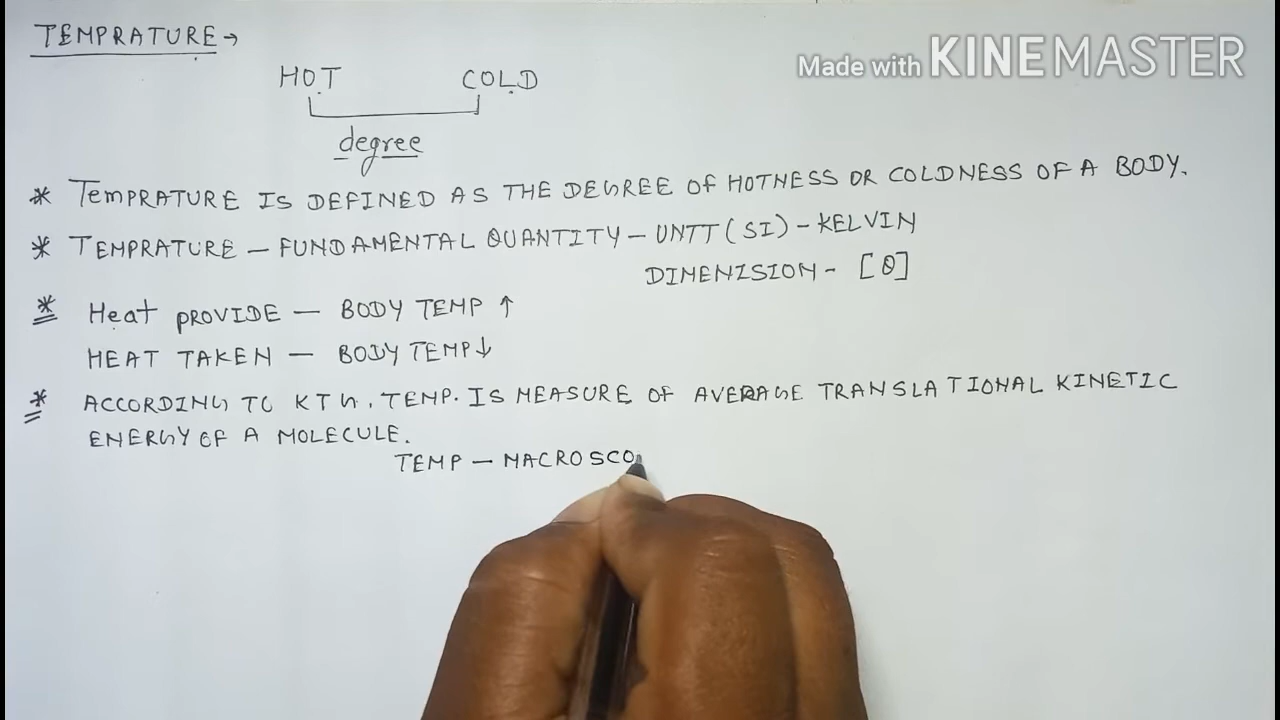 TEMPRATURE →
Made with KINEMASTER
HOT COLD
degree
* TEMPRATURE IS DEFINED AS THE DEGREE OF HOTNESS OR COLDNESS OF A BODY.
* TEMPRATURE — FUNDAMENTAL QUANTITY — UNIT (SI) - KELVIN
DIMENISION - [θ]
* Heat PROVIDE — BODY TEMP ↑
HEAT TAKEN — BODY TEMP ↓
* ACCORDING TO KTG, TEMP. IS MEASURE OF AVERAGE TRANSLATIONAL KINETIC
ENERGY OF A MOLECULE.
TEMP — MACROSCO